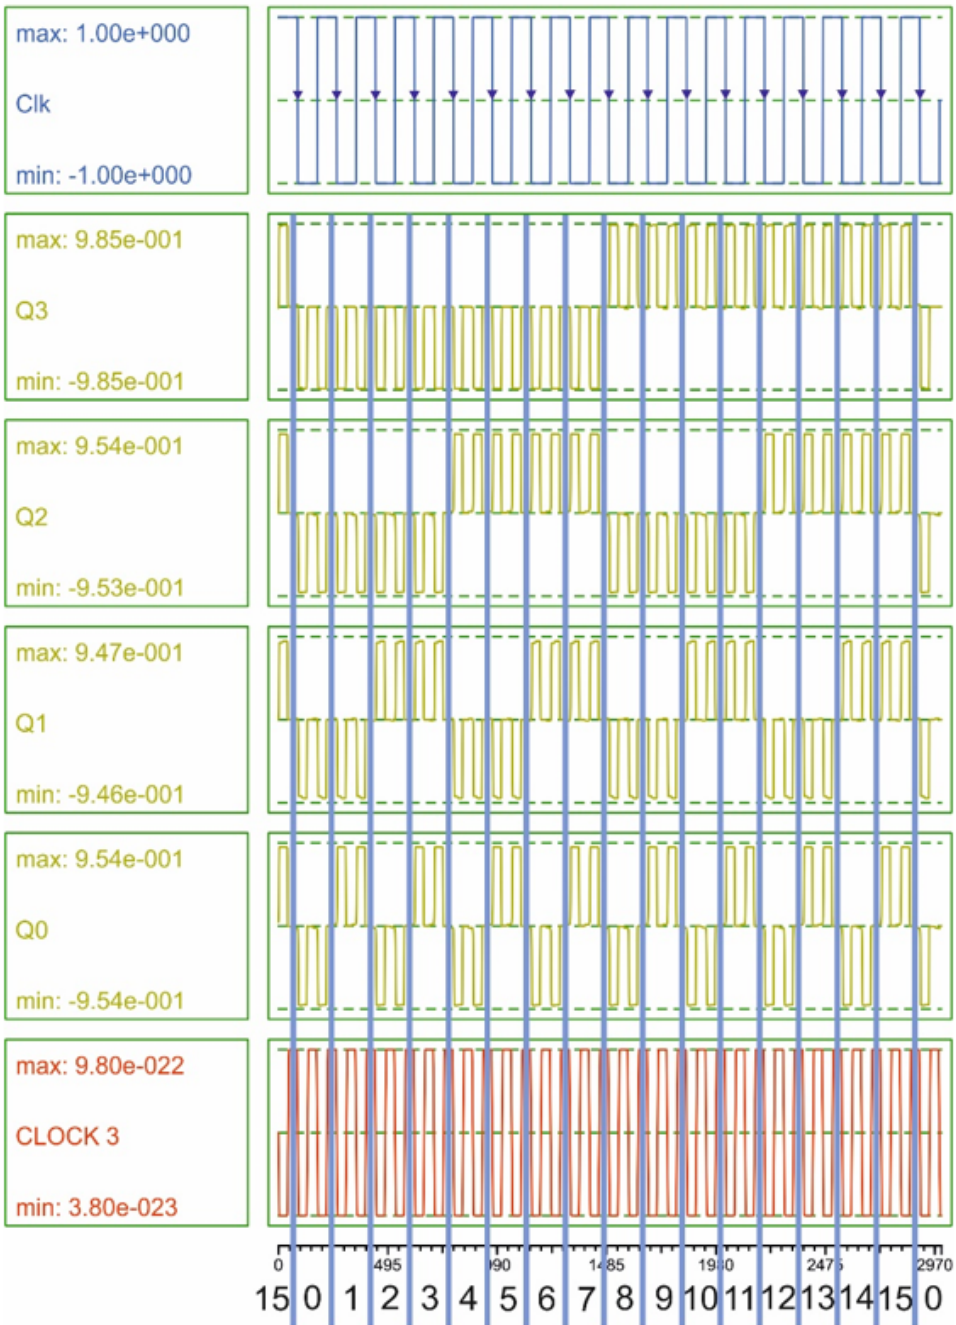 max: 1.00e+000
Clk
min: -1.00e+000
max: 9.85e-001
Q3
min: -9.85e-001
max: 9.54e-001
Q2
min: -9.53e-001
max: 9.47e-001
Q1
min: -9.46e-001
max: 9.54e-001
Q0
min: -9.54e-001
max: 9.80e-022
CLOCK 3
min: 3.80e-023
0 495 990 1485 1980 2475 2970
15 0 1 2 3 4 5 6 7 8 9 10 11 12 13 14 15 0